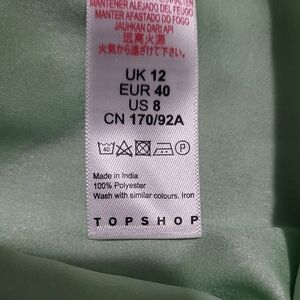 MANTENER ALEJADO DEL FUEGO
MANTER AFASTADO DO FOGO
JAUHKAN DARI API
远离火源
火気から遠ざけて下さい。
UK 12
EUR 40
US 8
CN 170/92A
40
P
Made in India
100% Polyester
Wash with similar colours. Iron
TOPSHOP